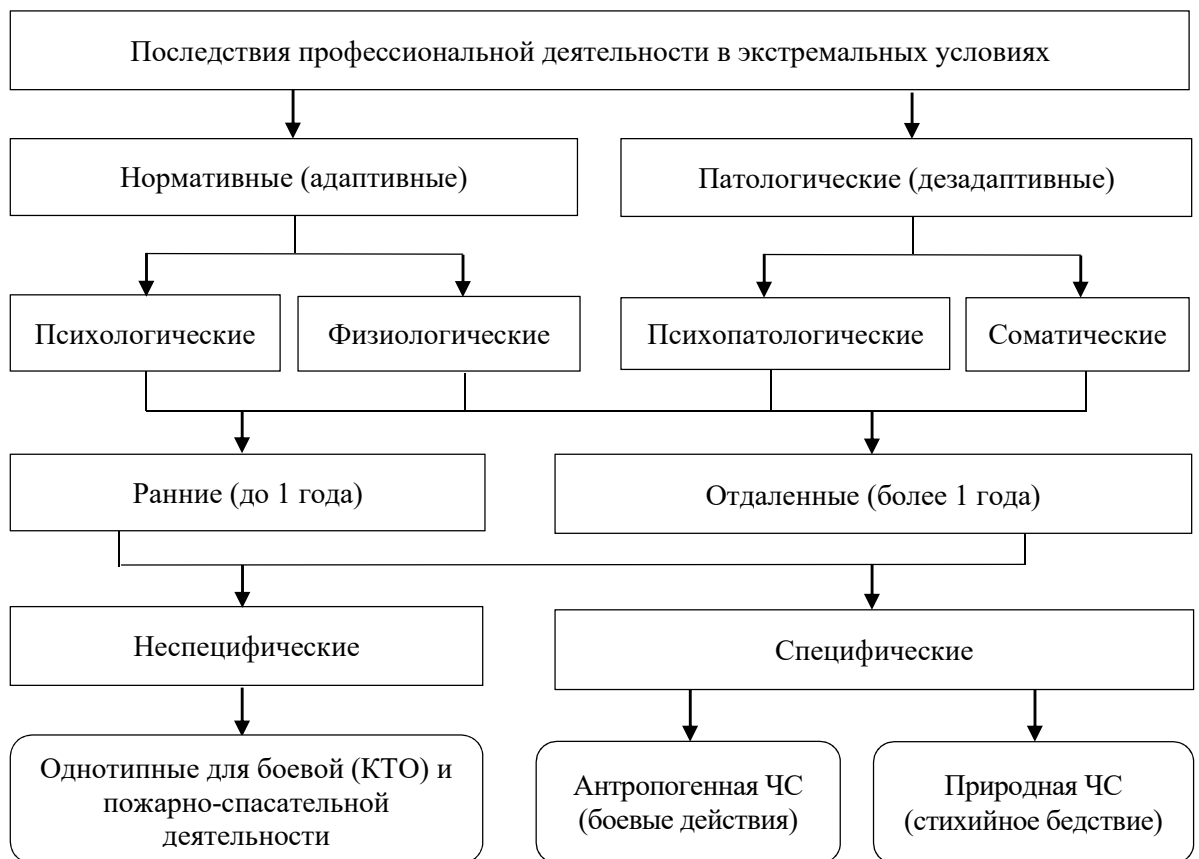 Последствия профессиональной деятельности в экстремальных условиях
Нормативные (адаптивные)
Патологические (дезадаптивные)
Психологические
Физиологические
Психопатологические
Соматические
Ранние (до 1 года)
Отдаленные (более 1 года)
Неспецифические
Специфические
Однотипные для боевой (КТО) и
пожарно-спасательной
деятельности
Антропогенная ЧС
(боевые действия)
Природная ЧС
(стихийное бедствие)